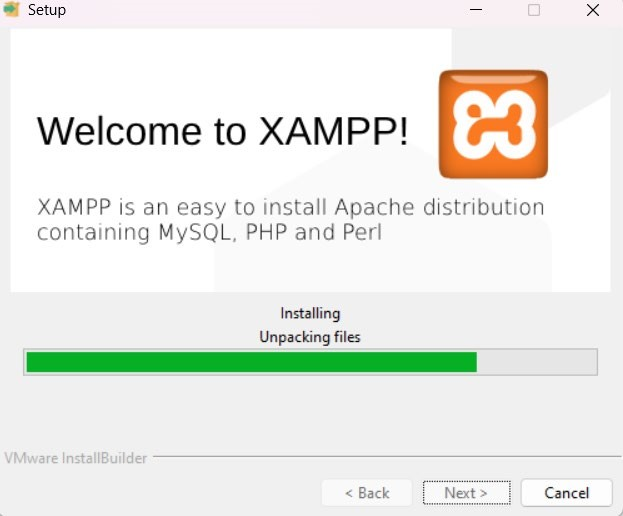 Setup
Welcome to XAMPP!
XAMPP is an easy to install Apache distribution
containing MySQL, PHP and Perl
Installing
Unpacking files
VMware InstallBuilder
< Back
Next >
Cancel